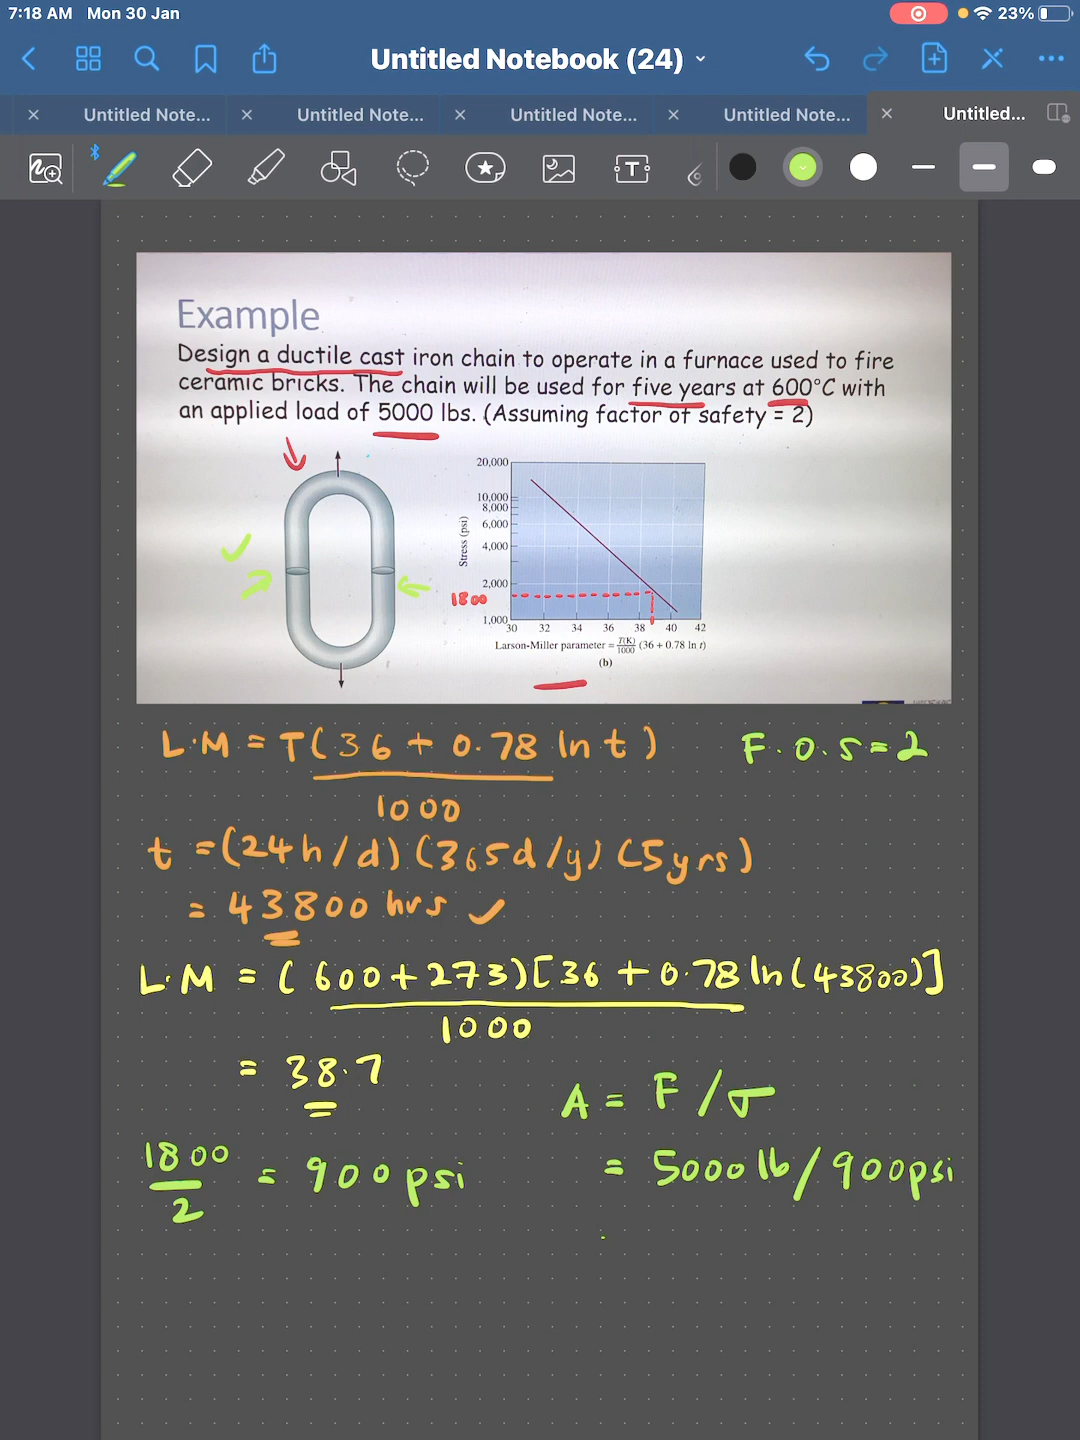 7:18 AM Mon 30 Jan 23%
Untitled Notebook (24)
Untitled Note... Untitled Note... Untitled Note... Untitled Note... Untitled...
T
Example
Design a ductile cast iron chain to operate in a furnace used to fire
ceramic bricks. The chain will be used for five years at 600°C with
an applied load of 5000 lbs. (Assuming factor of safety = 2)
20,000
10,000
8,000
6,000
4,000
2,000
1,000
Stress (psi)
1800
30 32 34 36 38 40 42
Larson-Miller parameter = T(K)/1000 (36 + 0.78 ln t)
(b)
L.M = T(36 + 0.78 ln t)
1000
F.O.S = 2
t = (24h/d)(365d/y)(5yrs)
= 43800 hrs ✓
L.M = (600+273)[36 + 0.78 ln(43800)]
1000
= 38.7
A = F/σ
1800
2
= 900 psi
= 5000 lb/900psi